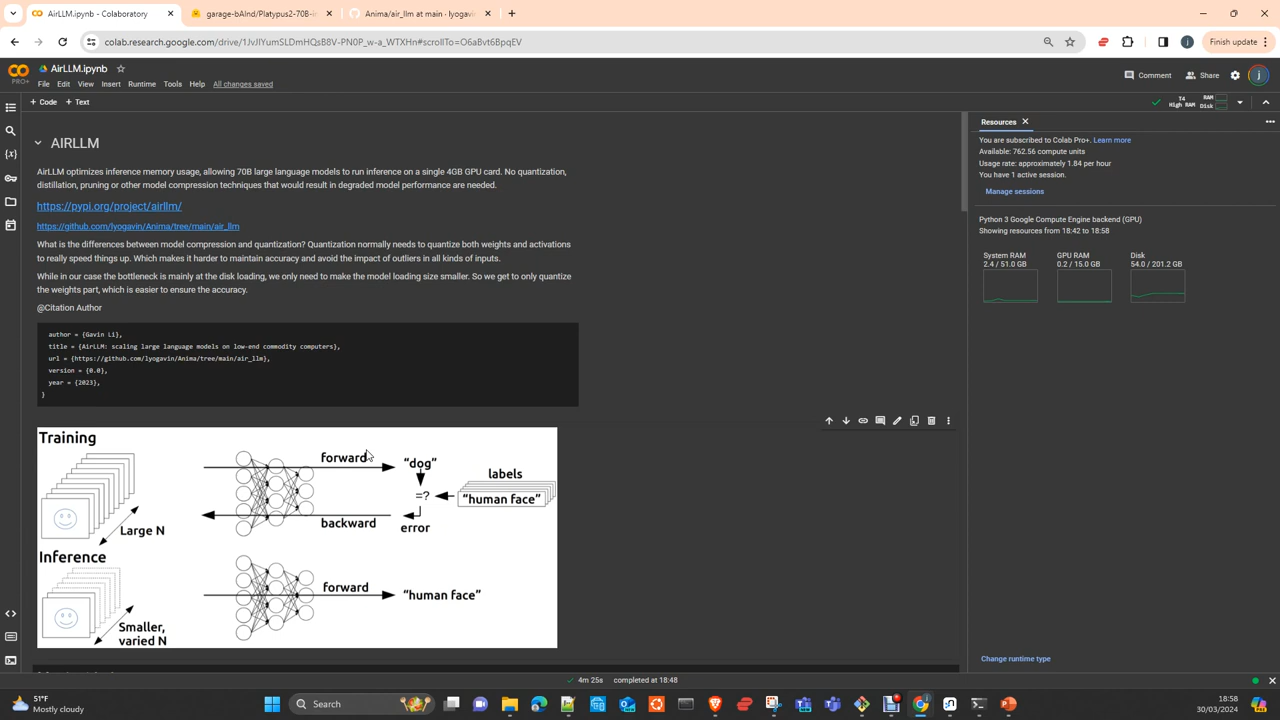 AirLLM.ipynb - Colaboratory
garage-bAInd/Platypus2-70B-in
Anima/air_llm at main · lyogavin
colab.research.google.com/drive/1JvJlYumSLDmHQsB8V-PN0P_w-a_WTXHn#scrollTo=O6aBvt6BpqEV
Finish update
CO
PRO+
AirLLM.ipynb
File Edit View Insert Runtime Tools Help All changes saved
Comment
Share
+ Code + Text
T4
High RAM
RAM
Disk
AIRLLM
AirLLM optimizes inference memory usage, allowing 70B large language models to run inference on a single 4GB GPU card. No quantization,
distillation, pruning or other model compression techniques that would result in degraded model performance are needed.
https://pypi.org/project/airllm/
https://github.com/lyogavin/Anima/tree/main/air_llm
What is the differences between model compression and quantization? Quantization normally needs to quantize both weights and activations
to really speed things up. Which makes it harder to maintain accuracy and avoid the impact of outliers in all kinds of inputs.
While in our case the bottleneck is mainly at the disk loading, we only need to make the model loading size smaller. So we get to only quantize
the weights part, which is easier to ensure the accuracy.
@Citation Author
author = {Gavin Li},
title = {AirLLM: scaling large language models on low-end commodity computers},
url = {https://github.com/lyogavin/Anima/tree/main/air_llm},
version = {0.0},
year = {2023},
}
Training
forward
"dog"
labels
=?
"human face"
Large N
backward
error
Inference
forward
"human face"
Smaller,
varied N
Resources
You are subscribed to Colab Pro+. Learn more
Available: 762.56 compute units
Usage rate: approximately 1.84 per hour
You have 1 active session.
Manage sessions
Python 3 Google Compute Engine backend (GPU)
Showing resources from 18:42 to 18:58
System RAM
2.4 / 51.0 GB
GPU RAM
0.2 / 15.0 GB
Disk
54.0 / 201.2 GB
Change runtime type
4m 25s completed at 18:48
51°F
Mostly cloudy
Search
18:58
30/03/2024